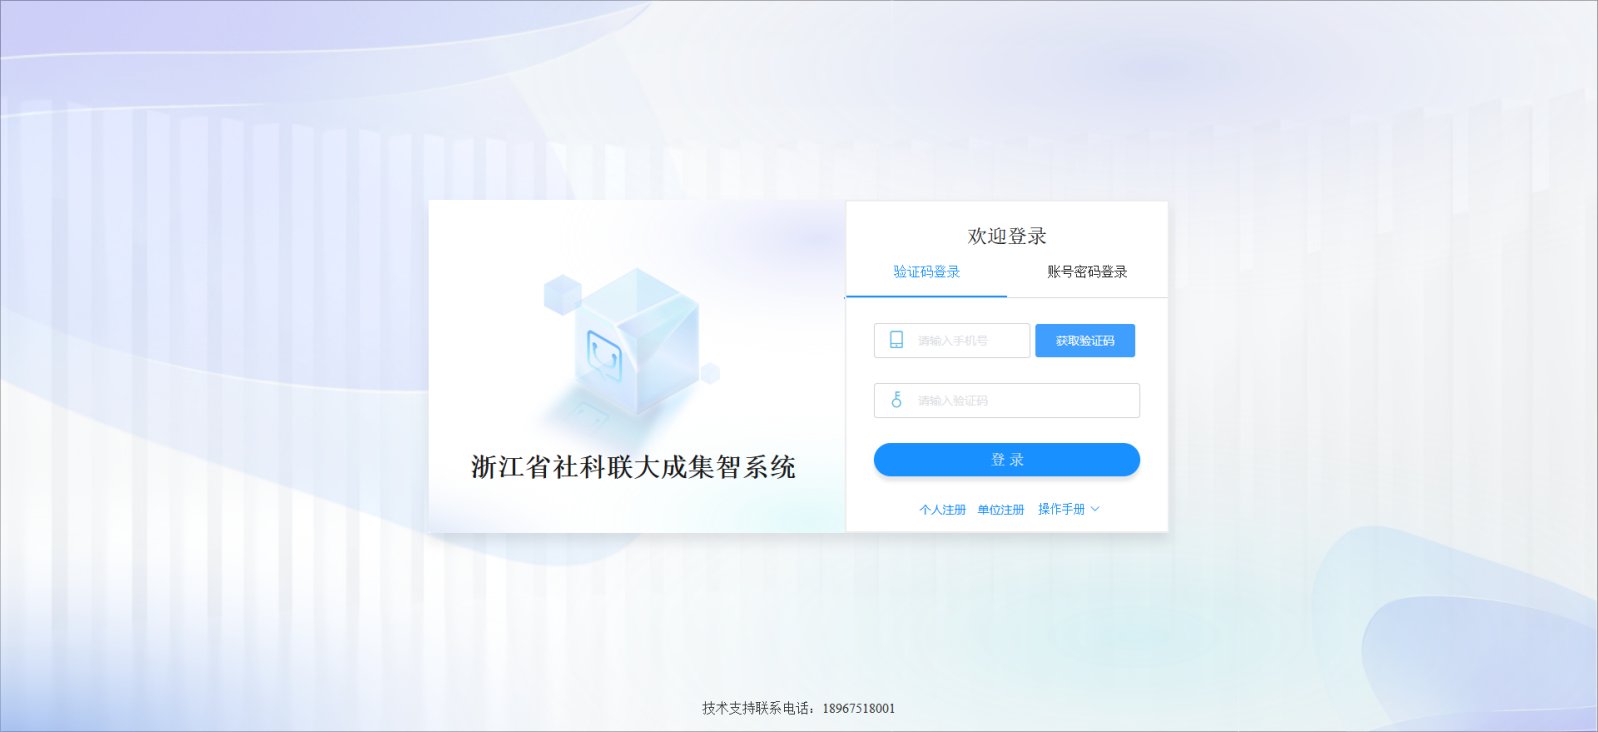 欢迎登录
验证码登录 账号密码登录
请输入手机号 获取验证码
请输入验证码
浙江省社科联大成集智系统
登 录
个人注册 单位注册 操作手册
技术支持联系电话：18967518001